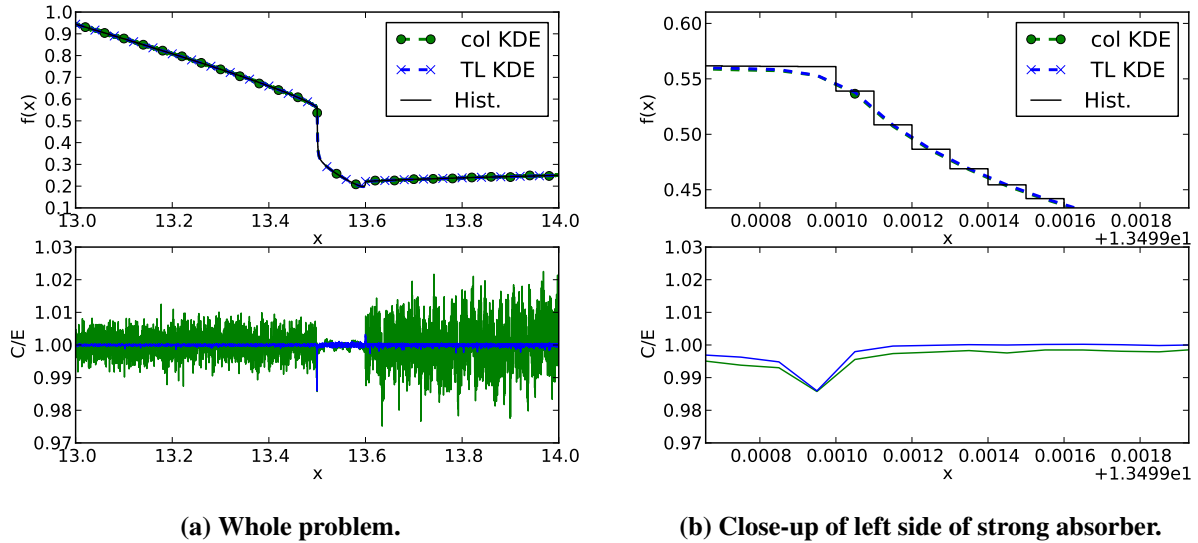 1.0
0.9
0.8
0.7
0.6
0.5
0.4
0.3
0.2
0.1
f(x)
col KDE
TL KDE
Hist.
13.0 13.2 13.4 13.6 13.8 14.0
x
1.03
1.02
1.01
1.00
0.99
0.98
0.97
C/E
13.0 13.2 13.4 13.6 13.8 14.0
x
(a) Whole problem.
0.60
0.55
0.50
0.45
f(x)
col KDE
TL KDE
Hist.
0.0008 0.0010 0.0012 0.0014 0.0016 0.0018
x
+1.3499e1
1.03
1.02
1.01
1.00
0.99
0.98
0.97
C/E
0.0008 0.0010 0.0012 0.0014 0.0016 0.0018
x
+1.3499e1
(b) Close-up of left side of strong absorber.